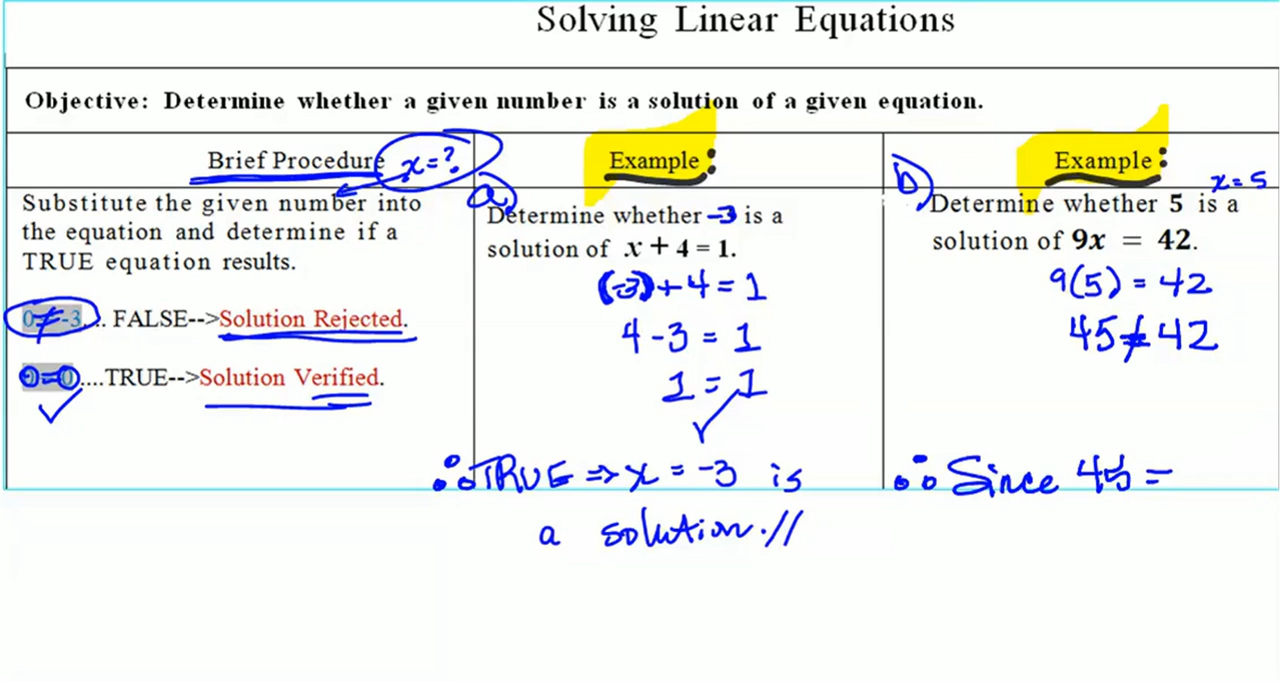 Solving Linear Equations
Objective: Determine whether a given number is a solution of a given equation.
Brief Procedure x=?
Substitute the given number into
the equation and determine if a
TRUE equation results.
0≠-3... FALSE-->Solution Rejected.
0=0....TRUE-->Solution Verified.
✓
Example:
a)
Determine whether -3 is a
solution of x + 4 = 1.
(-3)+4=1
4-3=1
1=1
✓
∴ TRUE ⇒ x = -3 is
a solution.//
Example:
b)
x=5
Determine whether 5 is a
solution of 9x = 42.
9(5)=42
45≠42
∴ Since 45=